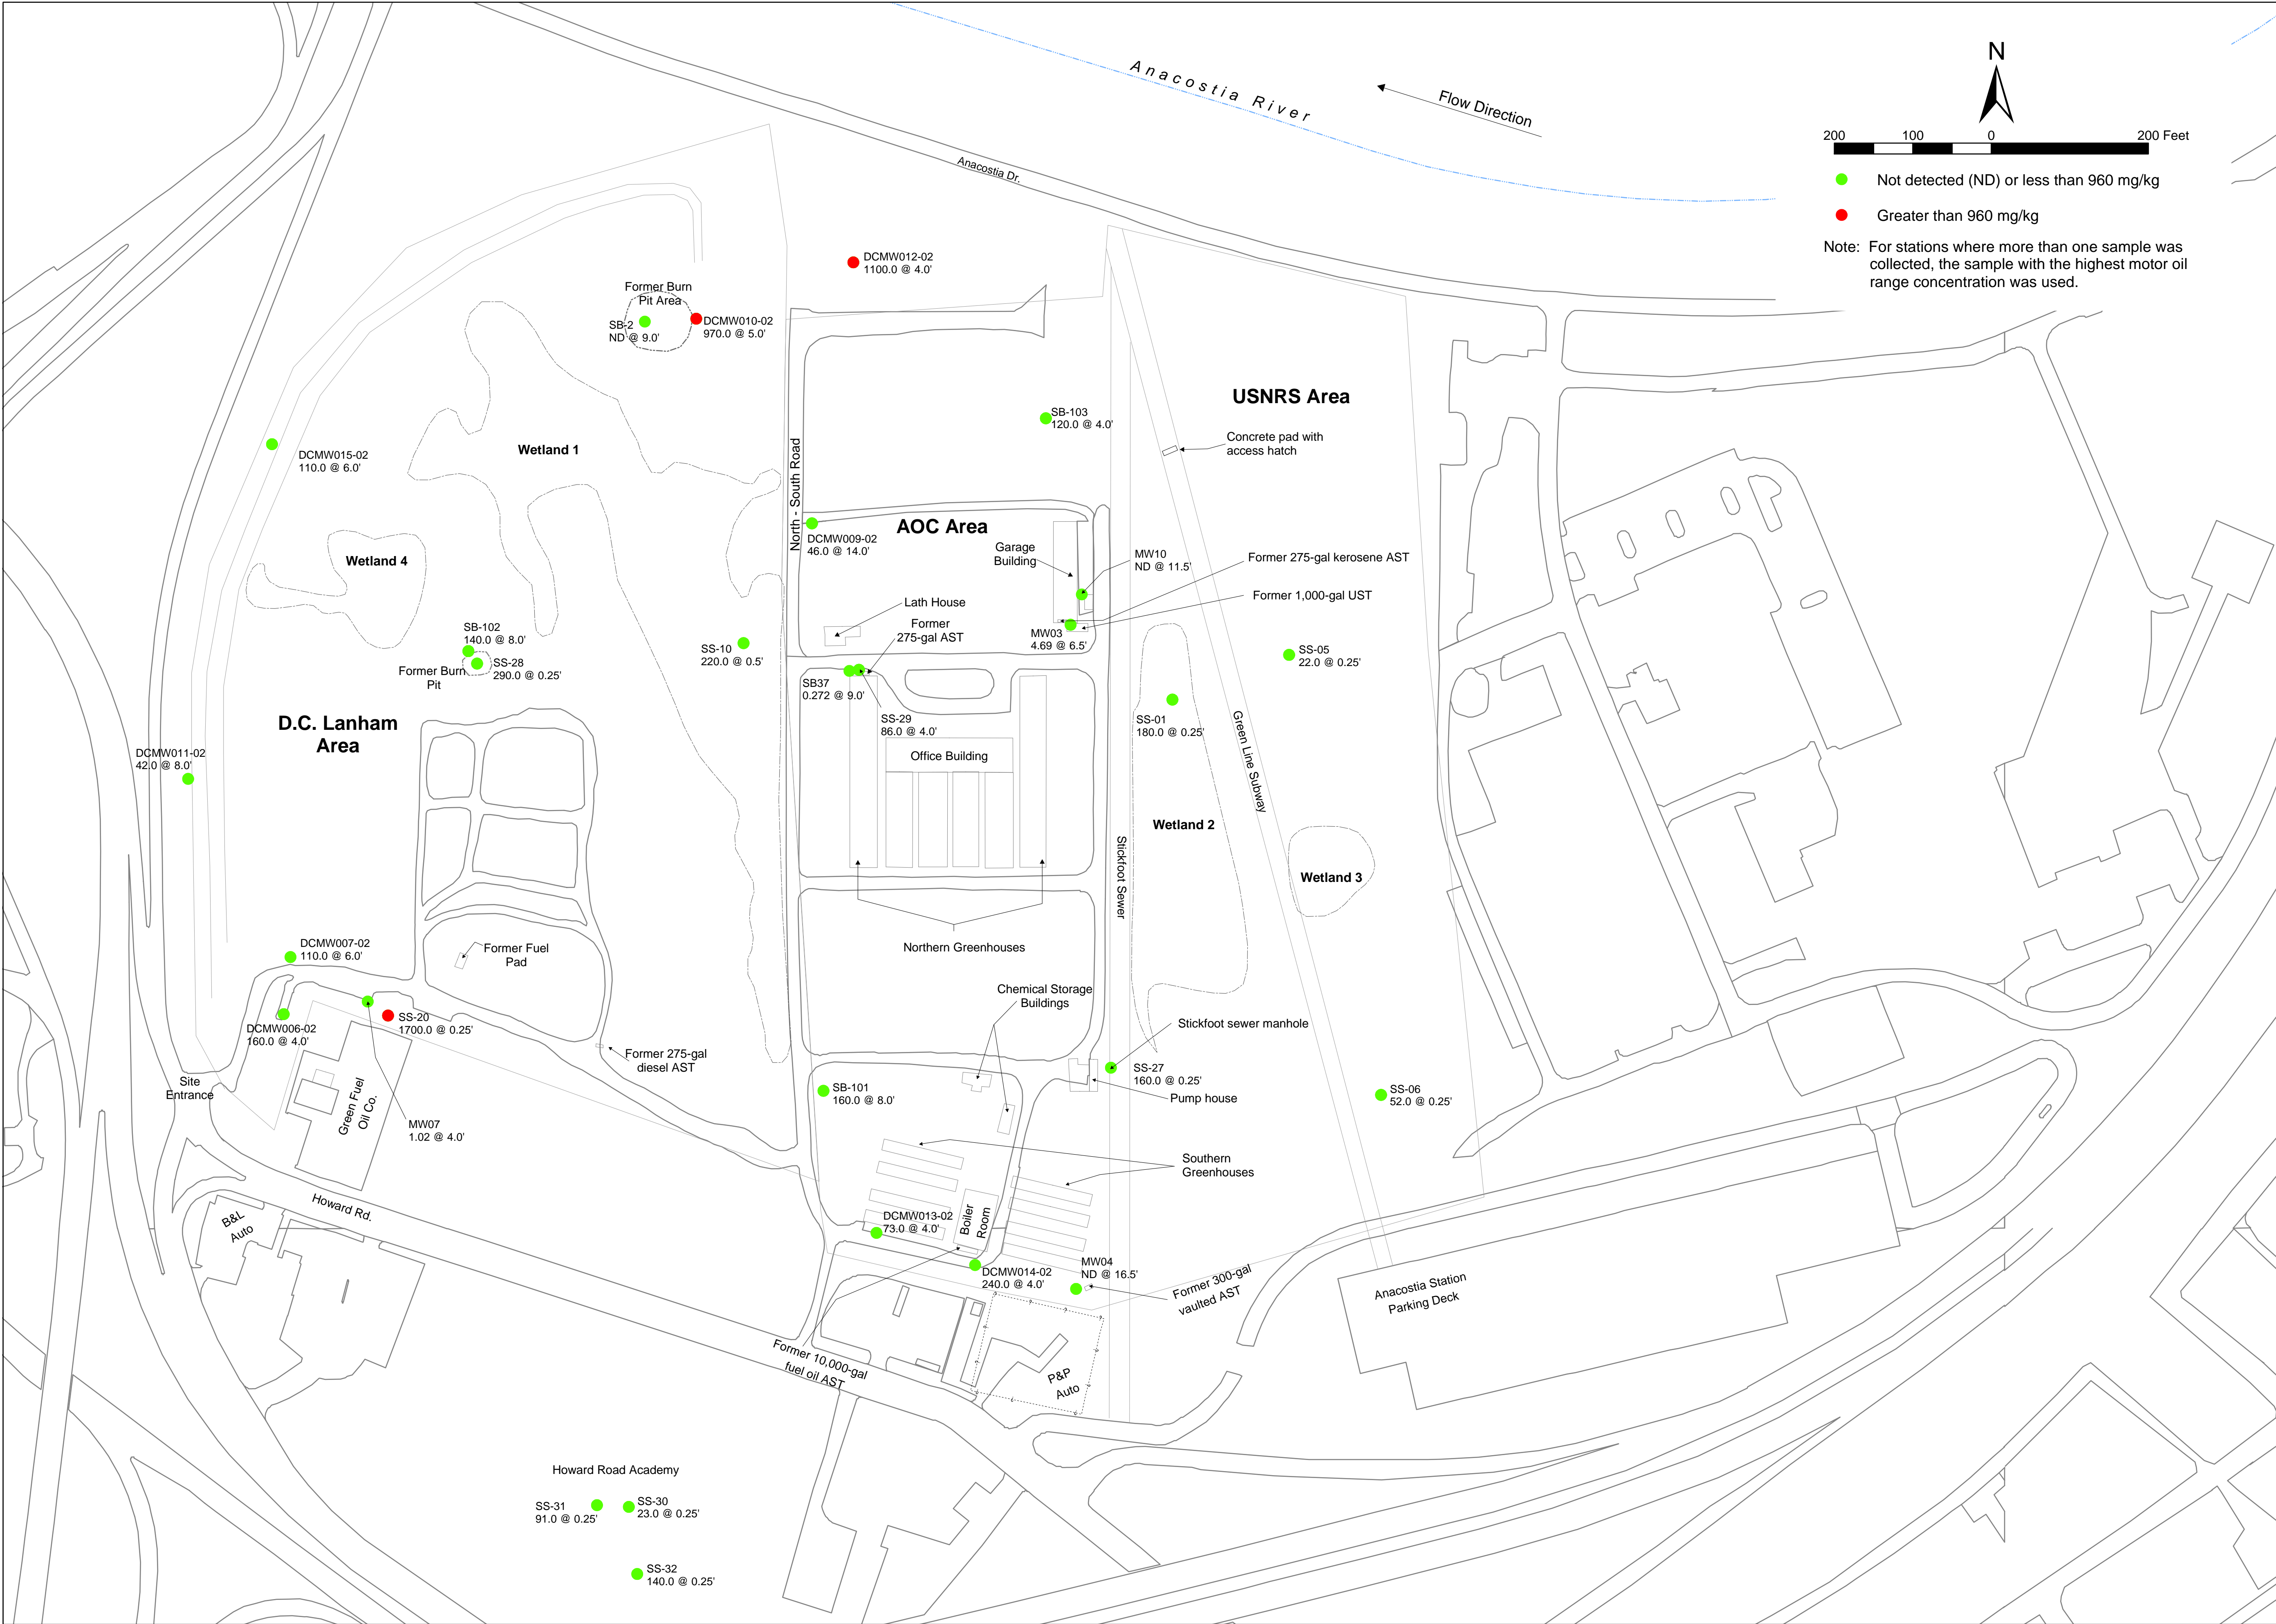 N
200 100 0 200 Feet
Not detected (ND) or less than 960 mg/kg
Greater than 960 mg/kg
Note: For stations where more than one sample was
collected, the sample with the highest motor oil
range concentration was used.
Anacostia River
Flow Direction
Anacostia Dr.
DCMW012-02
1100.0 @ 4.0'
Former Burn
Pit Area
SB-2
ND @ 9.0'
DCMW010-02
970.0 @ 5.0'
USNRS Area
SB-103
120.0 @ 4.0'
Concrete pad with
access hatch
Wetland 1
DCMW015-02
110.0 @ 6.0'
North - South Road
AOC Area
DCMW009-02
46.0 @ 14.0'
Garage
Building
MW10
ND @ 11.5'
Former 275-gal kerosene AST
Former 1,000-gal UST
Wetland 4
Lath House
Former
275-gal AST
MW03
4.69 @ 6.5'
SB-102
140.0 @ 8.0'
SS-28
290.0 @ 0.25'
Former Burn
Pit
SS-10
220.0 @ 0.5'
SS-05
22.0 @ 0.25'
SB37
0.272 @ 9.0'
SS-29
86.0 @ 4.0'
SS-01
180.0 @ 0.25'
D.C. Lanham
Area
DCMW011-02
42.0 @ 8.0'
Office Building
Green Line Subway
Wetland 2
Stickfoot Sewer
Wetland 3
Northern Greenhouses
DCMW007-02
110.0 @ 6.0'
Former Fuel
Pad
Chemical Storage
Buildings
DCMW006-02
160.0 @ 4.0'
SS-20
1700.0 @ 0.25'
Stickfoot sewer manhole
Former 275-gal
diesel AST
SS-27
160.0 @ 0.25'
Site
Entrance
Green Fuel
Oil Co.
SB-101
160.0 @ 8.0'
Pump house
SS-06
52.0 @ 0.25'
MW07
1.02 @ 4.0'
Southern
Greenhouses
Howard Rd.
B&L
Auto
DCMW013-02
73.0 @ 4.0'
Boiler
Room
DCMW014-02
240.0 @ 4.0'
MW04
ND @ 16.5'
Former 300-gal
vaulted AST
Anacostia Station
Parking Deck
Former 10,000-gal
fuel oil AST
P&P
Auto
Howard Road Academy
SS-31
91.0 @ 0.25'
SS-30
23.0 @ 0.25'
SS-32
140.0 @ 0.25'